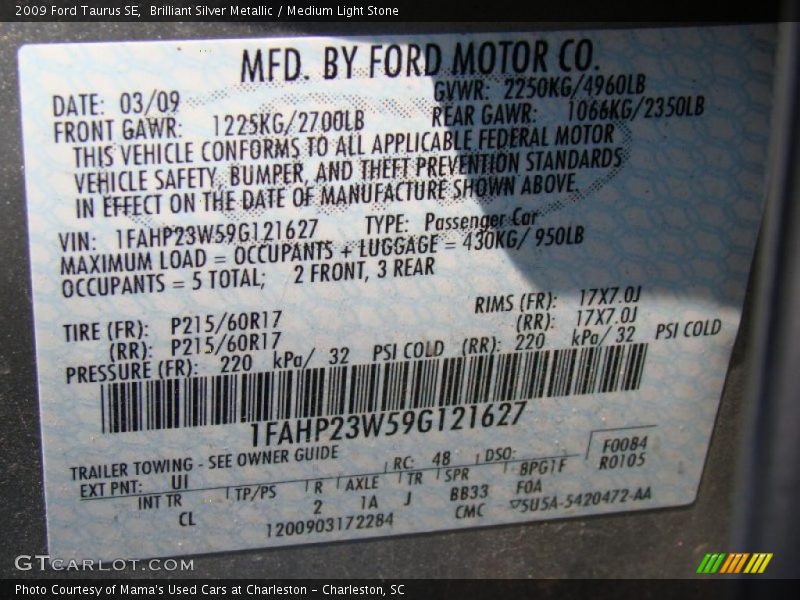 2009 Ford Taurus SE,  Brilliant Silver Metallic / Medium Light Stone
MFD. BY FORD MOTOR CO.
DATE: 03/09 GVWR: 2250KG/4960LB
FRONT GAWR: 1225KG/2700LB REAR GAWR: 1066KG/2350LB
THIS VEHICLE CONFORMS TO ALL APPLICABLE FEDERAL MOTOR
VEHICLE SAFETY, BUMPER, AND THEFT PREVENTION STANDARDS
IN EFFECT ON THE DATE OF MANUFACTURE SHOWN ABOVE
VIN: 1FAHP23W59G121627 TYPE: Passenger Car
MAXIMUM LOAD = OCCUPANTS + LUGGAGE = 430KG/ 950LB
OCCUPANTS = 5 TOTAL; 2 FRONT, 3 REAR
TIRE (FR): P215/60R17 RIMS (FR): 17X7.0J
(RR): P215/60R17 (RR): 17X7.0J
PRESSURE (FR): 220 kPa/ 32 PSI COLD (RR): 220 kPa/ 32 PSI COLD
1FAHP23W59G121627
TRAILER TOWING - SEE OWNER GUIDE
EXT PNT: UI RC: 48 DSO: F0084
INT TR TP/PS R AXLE TR SPR 8PG1F R0105
CL 2 1A J BB33 F0A
1200903172284 CMC ▽5U5A-5420472-AA
GTCARLOT.COM
Photo Courtesy of Mama's Used Cars at Charleston - Charleston, SC